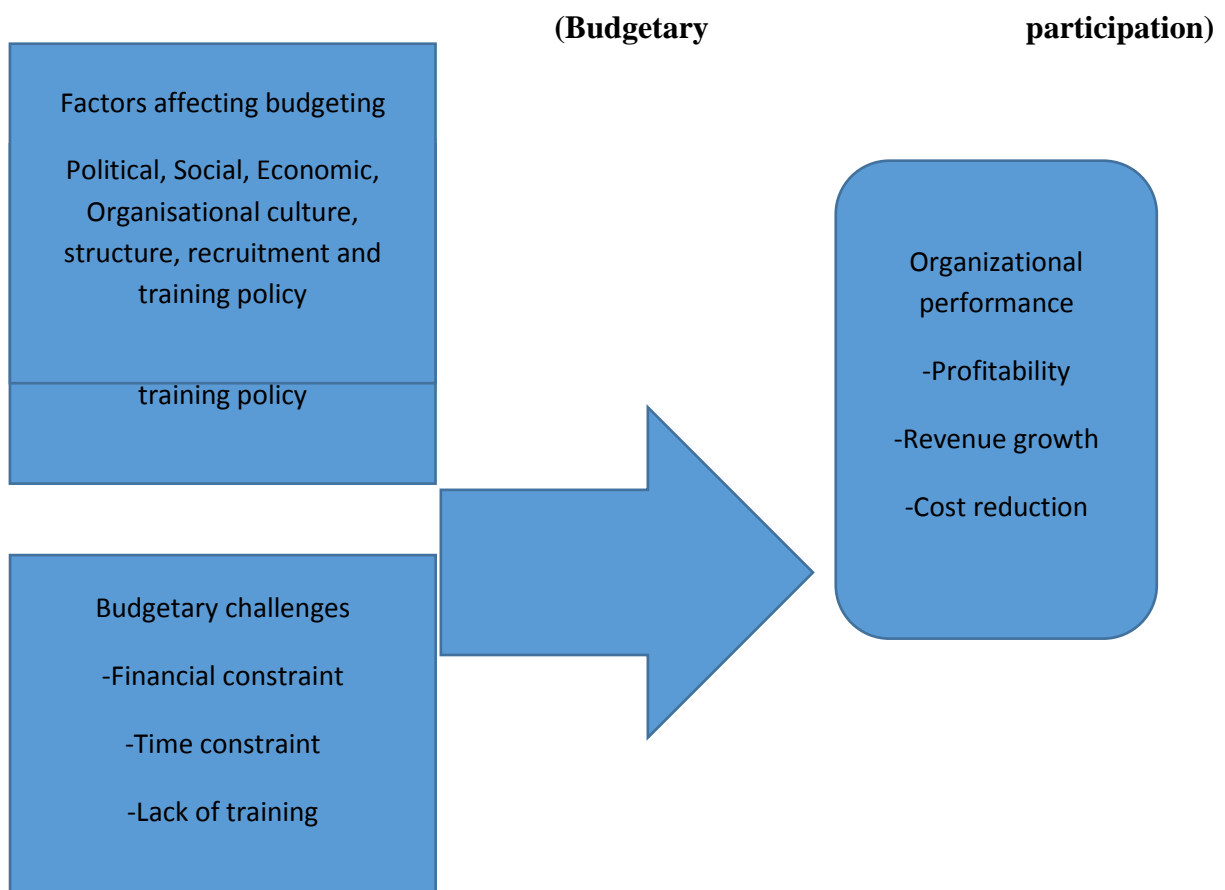 (Budgetary participation)
Factors affecting budgeting
Political, Social, Economic,
Organisational culture,
structure, recruitment and
training policy
training policy
Budgetary challenges
-Financial constraint
-Time constraint
-Lack of training
Organizational
performance
-Profitability
-Revenue growth
-Cost reduction